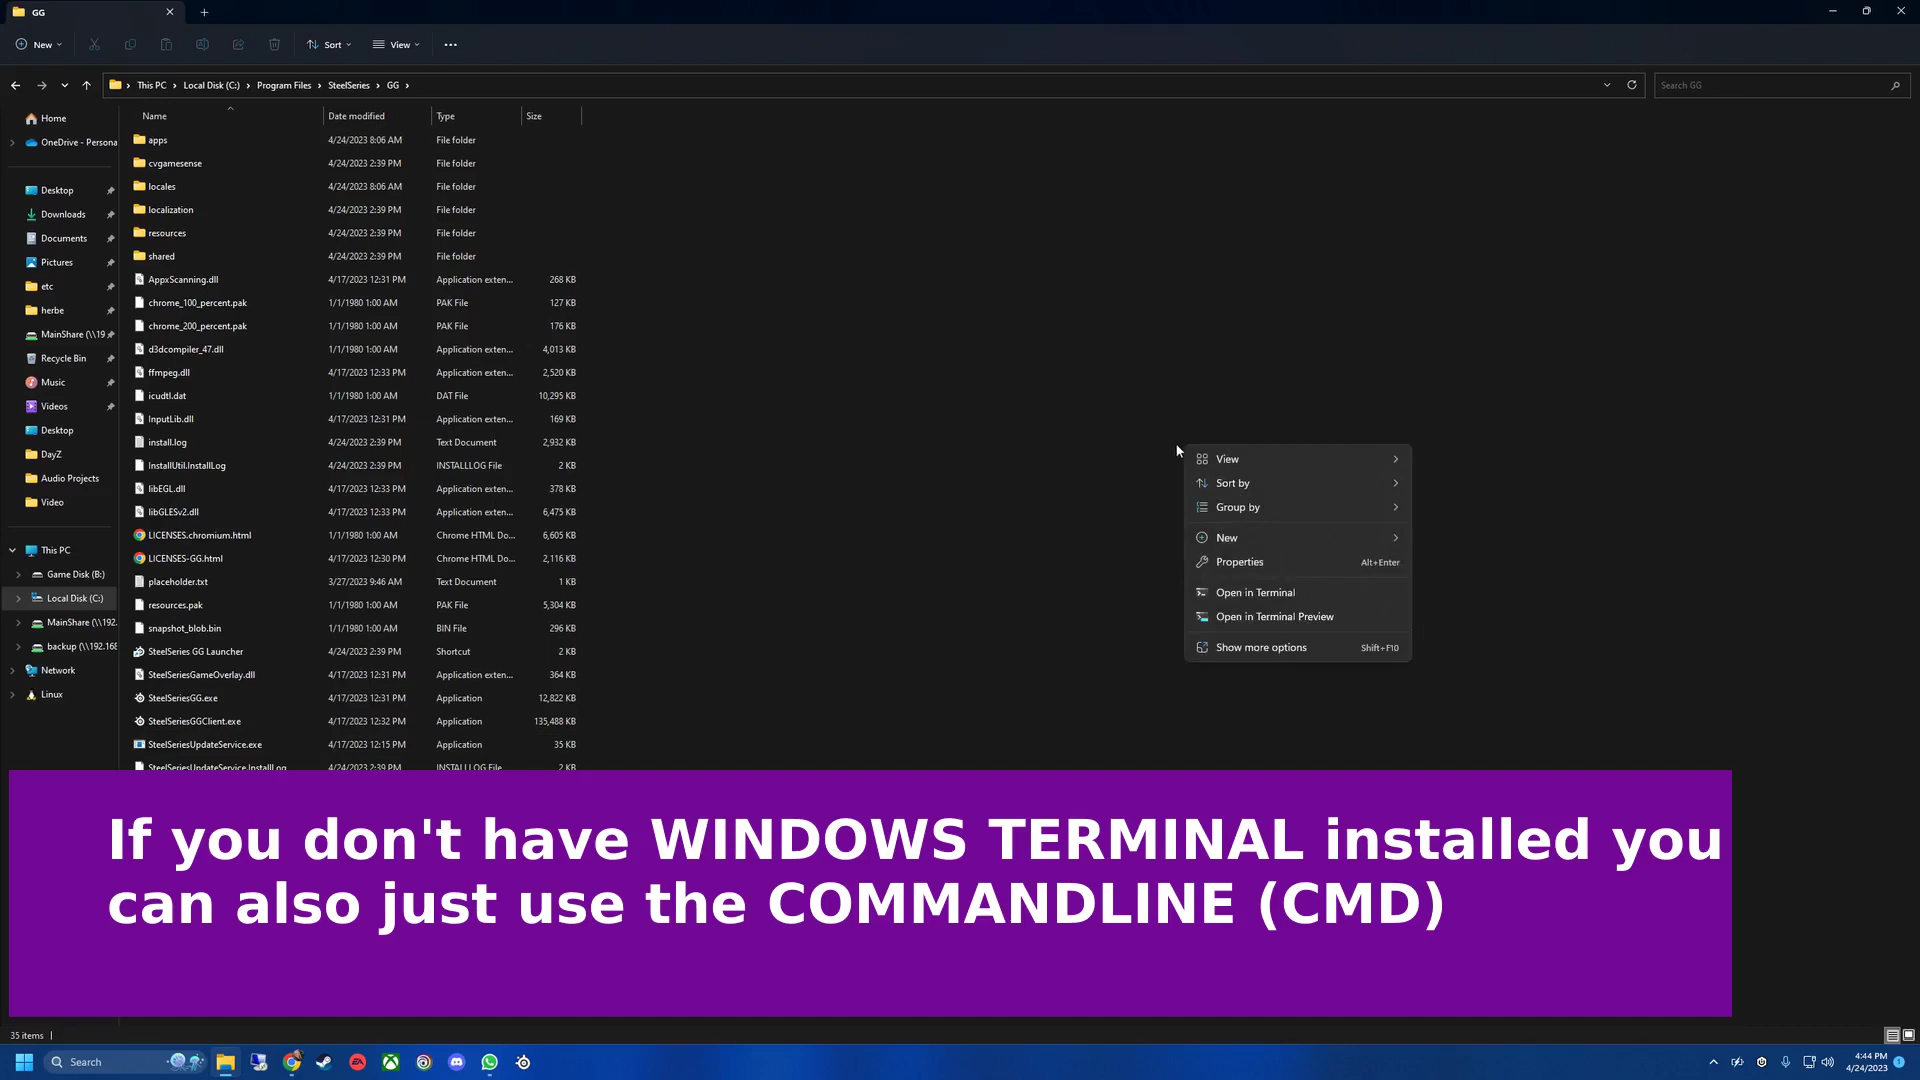 GG
New
Sort
View
This PC
Local Disk (C:)
Program Files
SteelSeries
GG
Search GG
Name
Date modified
Type
Size
Home
OneDrive - Persona
Desktop
Downloads
Documents
Pictures
etc
herbe
MainShare (\\19
Recycle Bin
Music
Videos
Desktop
DayZ
Audio Projects
Video
This PC
Game Disk (B:)
Local Disk (C:)
MainShare (\\192.
backup (\\192.168
Network
Linux
apps 4/24/2023 8:06 AM File folder
cvgamesense 4/24/2023 2:39 PM File folder
locales 4/24/2023 8:06 AM File folder
localization 4/24/2023 2:39 PM File folder
resources 4/24/2023 2:39 PM File folder
shared 4/24/2023 2:39 PM File folder
AppxScanning.dll 4/17/2023 12:31 PM Application exten... 268 KB
chrome_100_percent.pak 1/1/1980 1:00 AM PAK File 127 KB
chrome_200_percent.pak 1/1/1980 1:00 AM PAK File 176 KB
d3dcompiler_47.dll 1/1/1980 1:00 AM Application exten... 4,013 KB
ffmpeg.dll 4/17/2023 12:33 PM Application exten... 2,520 KB
icudtl.dat 1/1/1980 1:00 AM DAT File 10,295 KB
InputLib.dll 4/17/2023 12:31 PM Application exten... 169 KB
install.log 4/24/2023 2:39 PM Text Document 2,932 KB
InstallUtil.InstallLog 4/24/2023 2:39 PM INSTALLLOG File 2 KB
libEGL.dll 4/17/2023 12:33 PM Application exten... 378 KB
libGLESv2.dll 4/17/2023 12:33 PM Application exten... 6,475 KB
LICENSES.chromium.html 1/1/1980 1:00 AM Chrome HTML Do... 6,605 KB
LICENSES-GG.html 4/17/2023 12:30 PM Chrome HTML Do... 2,116 KB
placeholder.txt 3/27/2023 9:46 AM Text Document 1 KB
resources.pak 1/1/1980 1:00 AM PAK File 5,304 KB
snapshot_blob.bin 1/1/1980 1:00 AM BIN File 296 KB
SteelSeries GG Launcher 4/24/2023 2:39 PM Shortcut 2 KB
SteelSeriesGameOverlay.dll 4/17/2023 12:31 PM Application exten... 364 KB
SteelSeriesGG.exe 4/17/2023 12:31 PM Application 12,822 KB
SteelSeriesGGClient.exe 4/17/2023 12:32 PM Application 135,488 KB
SteelSeriesUpdateService.exe 4/17/2023 12:15 PM Application 35 KB
SteelSeriesUpdateService.InstallLog 4/24/2023 2:39 PM INSTALLLOG File 2 KB
View
Sort by
Group by
New
Properties Alt+Enter
Open in Terminal
Open in Terminal Preview
Show more options Shift+F10
If you don't have WINDOWS TERMINAL installed you
can also just use the COMMANDLINE (CMD)
35 items
Search
4:44 PM
4/24/2023
1